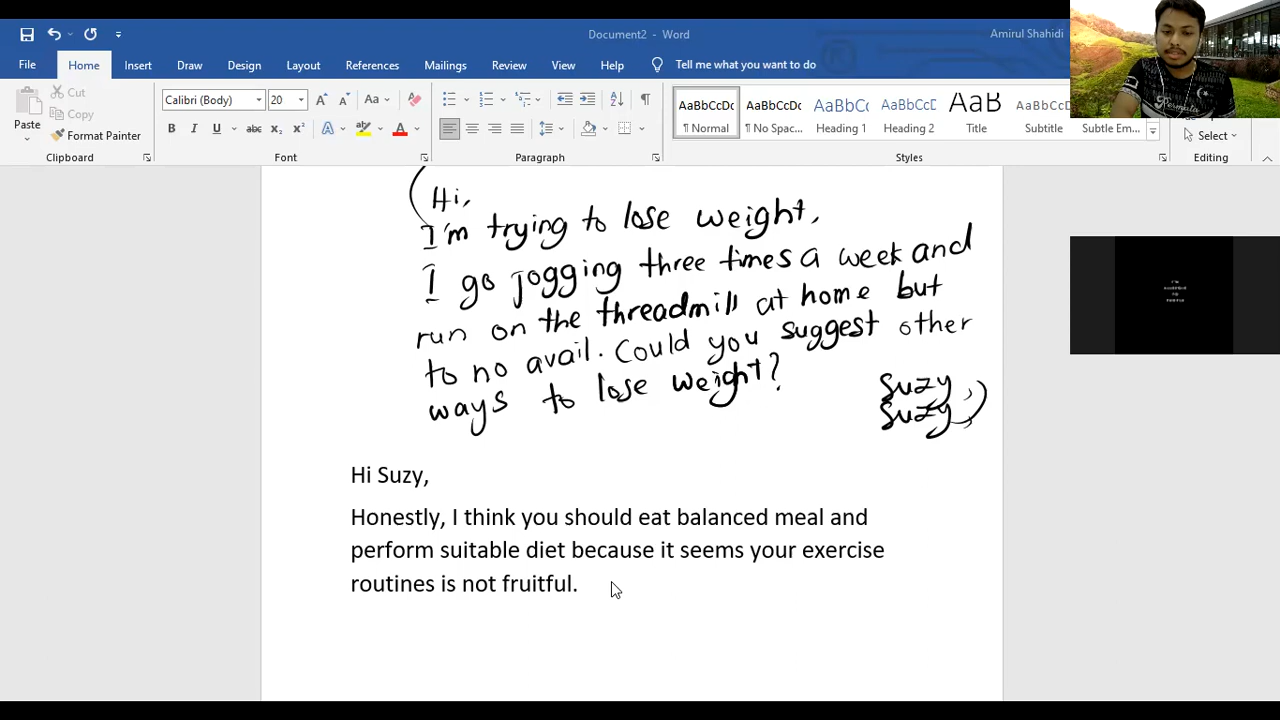 Document2 - Word
Amirul Shahidi
File Home Insert Draw Design Layout References Mailings Review View Help Tell me what you want to do
Paste
Cut
Copy
Format Painter
Clipboard
Calibri (Body) 20
Font
Paragraph
AaBbCcDc AaBbCcDc AaBbCc AaBbCcD AaB AaBbCcD
¶ Normal ¶ No Spac... Heading 1 Heading 2 Title Subtitle Subtle Em...
Styles
Select
Editing
Hi,
I'm trying to lose weight,
I go jogging three times a week and
run on the threadmill at home but
to no avail. Could you suggest other
ways to lose weight?
Suzy,
Suzy,
Hi Suzy,
Honestly, I think you should eat balanced meal and
perform suitable diet because it seems your exercise
routines is not fruitful.